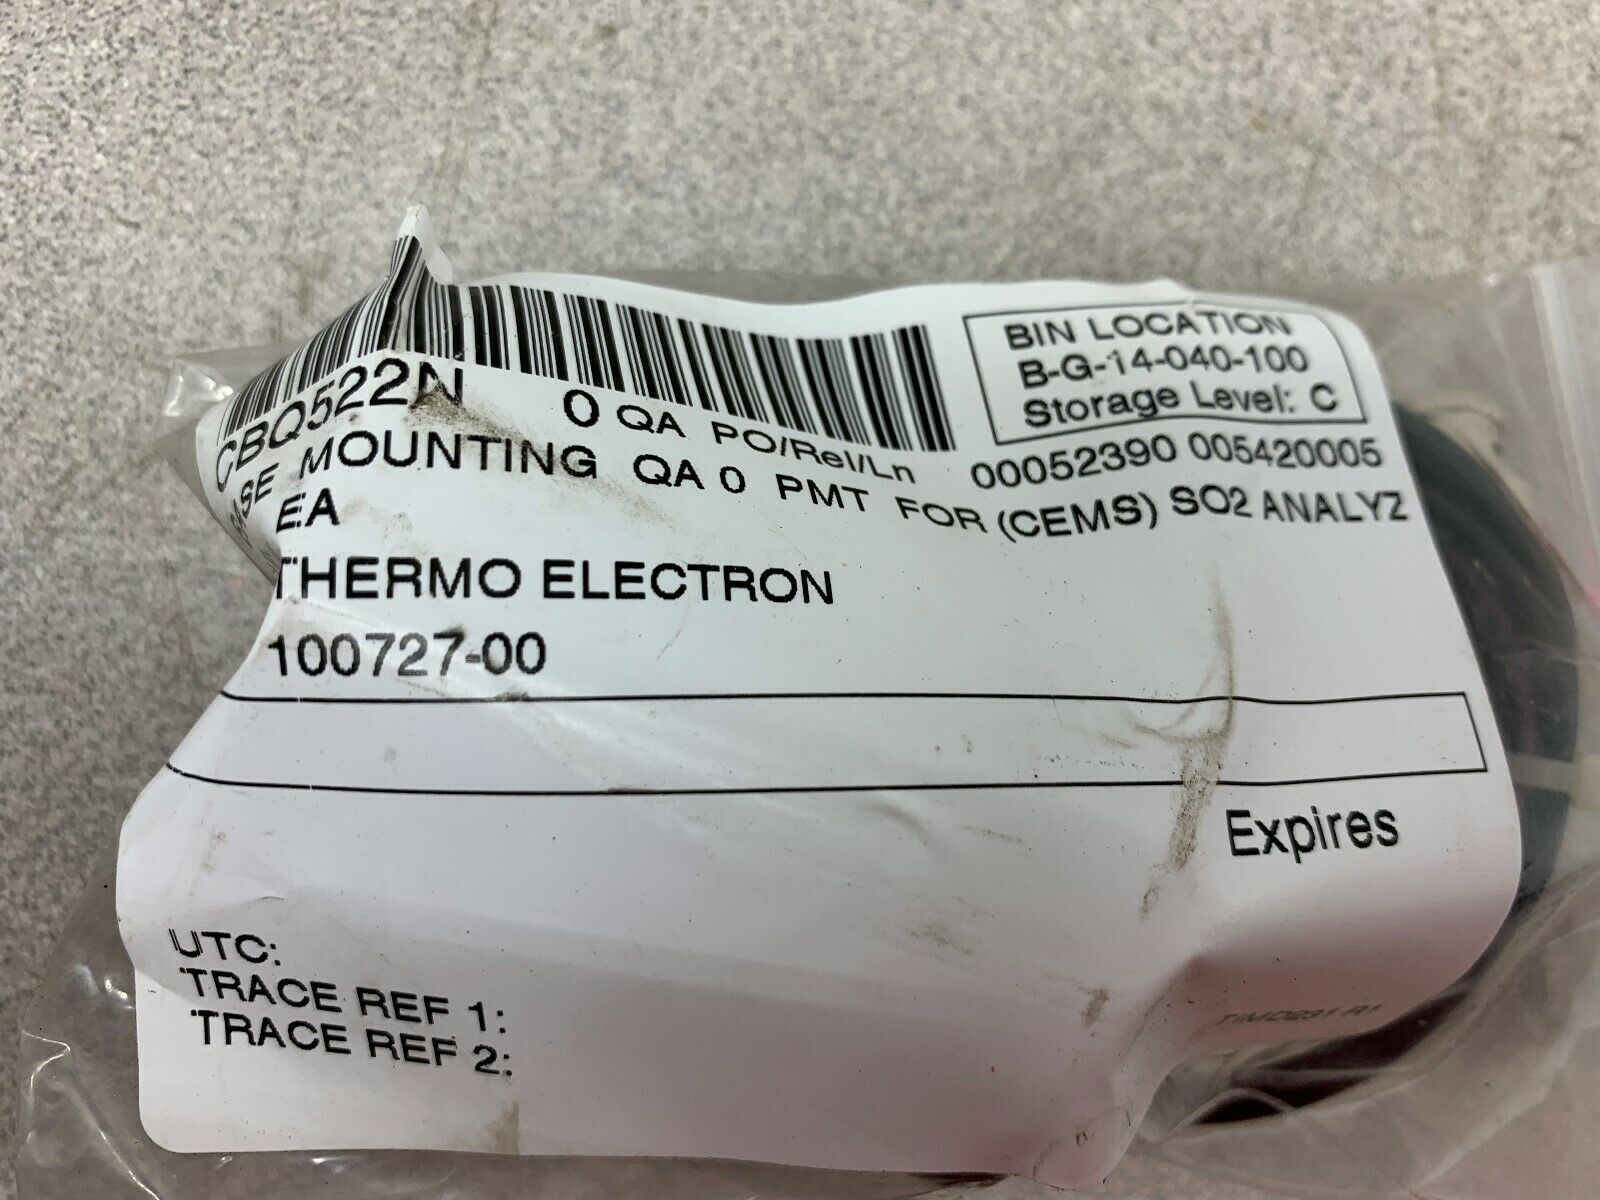 BIN LOCATION
B-G-14-040-100
Storage Level: C
CBQ522N 0 QA PO/Rel/Ln 00052390 005420005
MOUNTING QA 0 PMT FOR (CEMS) SO2 ANALYZ
EA
THERMO ELECTRON
100727-00
Expires
UTC:
TRACE REF 1:
TRACE REF 2: